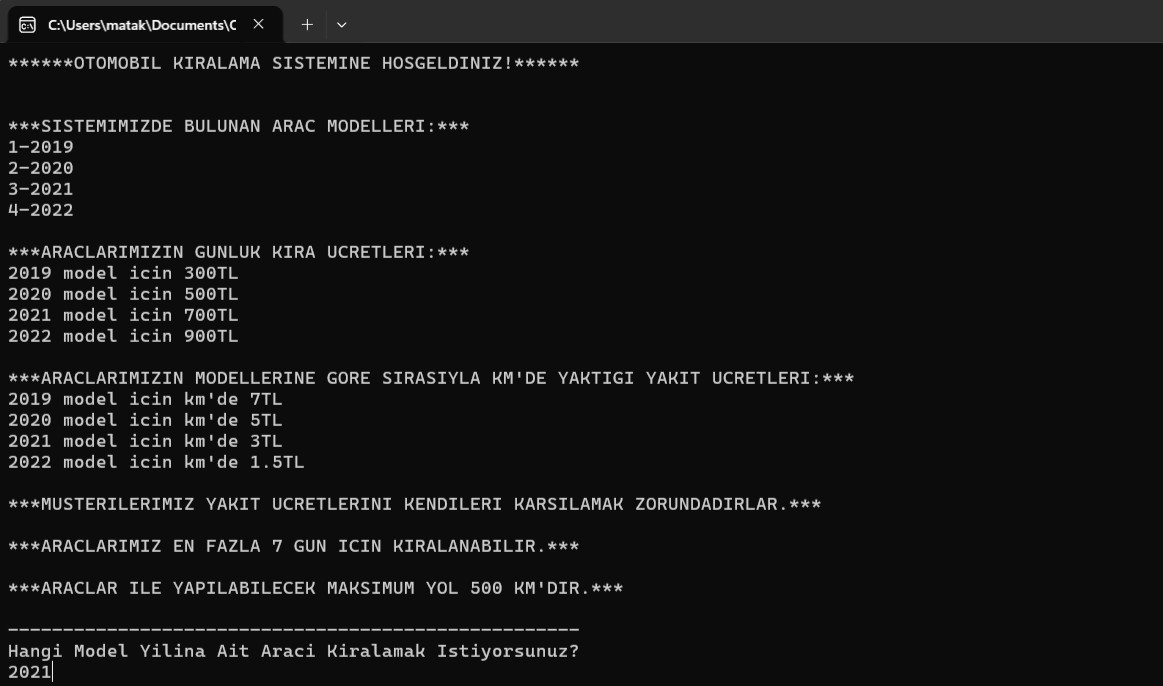 C:\Users\matak\Documents\C
******OTOMOBIL KIRALAMA SISTEMINE HOSGELDINIZ!******
***SISTEMIMIZDE BULUNAN ARAC MODELLERI:***
1-2019
2-2020
3-2021
4-2022
***ARACLARIMIZIN GUNLUK KIRA UCRETLERI:***
2019 model icin 300TL
2020 model icin 500TL
2021 model icin 700TL
2022 model icin 900TL
***ARACLARIMIZIN MODELLERINE GORE SIRASIYLA KM'DE YAKTIGI YAKIT UCRETLERI:***
2019 model icin km'de 7TL
2020 model icin km'de 5TL
2021 model icin km'de 3TL
2022 model icin km'de 1.5TL
***MUSTERILERIMIZ YAKIT UCRETLERINI KENDILERI KARSILAMAK ZORUNDADIRLAR.***
***ARACLARIMIZ EN FAZLA 7 GUN ICIN KIRALANABILIR.***
***ARACLAR ILE YAPILABILECEK MAKSIMUM YOL 500 KM'DIR.***
----------------------------------------------------
Hangi Model Yilina Ait Araci Kiralamak Istiyorsunuz?
2021